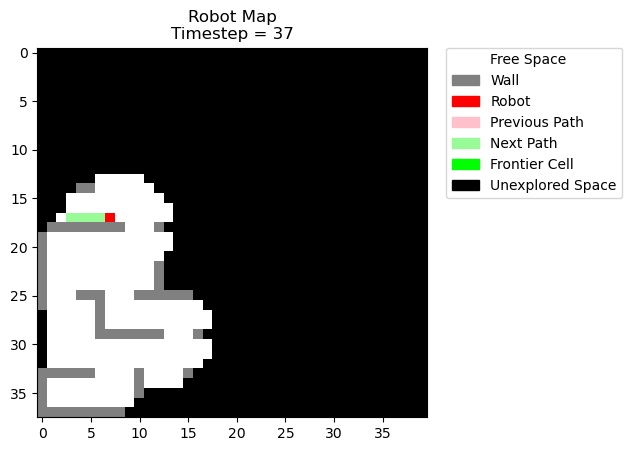 Robot Map
Timestep = 37
0
5
10
15
20
25
30
35
0
5
10
15
20
25
30
35
Free Space
Wall
Robot
Previous Path
Next Path
Frontier Cell
Unexplored Space